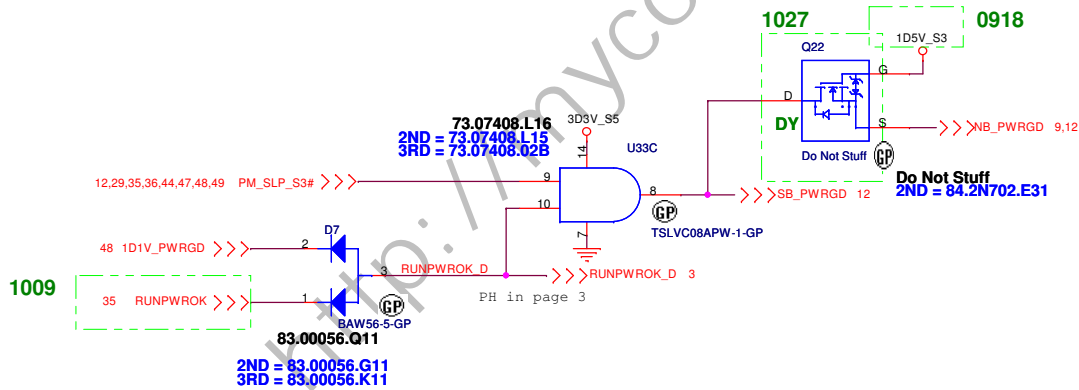 1027
0918
Q22
1D5V_S3
G
D
S
DY
NB_PWRGD 9,12
Do Not Stuff
GP
Do Not Stuff
2ND = 84.2N702.E31
73.07408.L16
2ND = 73.07408.L15
3RD = 73.07408.02B
3D3V_S5
14
U33C
12,29,35,36,44,47,48,49 PM_SLP_S3#
9
10
8
SB_PWRGD 12
GP
TSLVC08APW-1-GP
7
D7
48 1D1V_PWRGD
2
3
RUNPWROK_D
RUNPWROK_D 3
PH in page 3
1009
35 RUNPWROK
1
GP
BAW56-5-GP
83.00056.Q11
2ND = 83.00056.G11
3RD = 83.00056.K11
http://myco